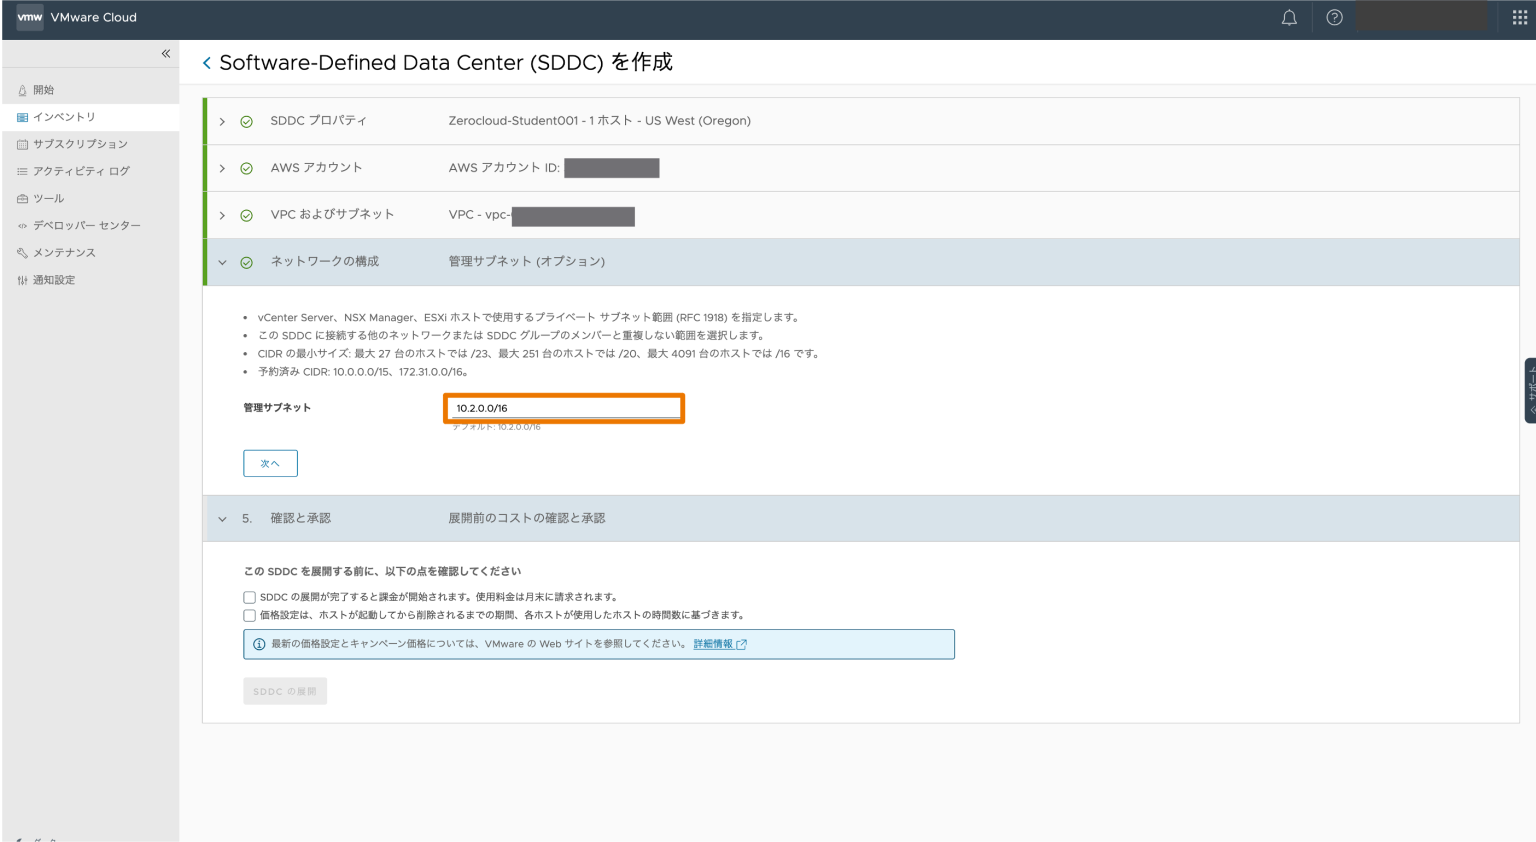 vmw VMware Cloud
Software-Defined Data Center (SDDC) を作成
開始
インベントリ
サブスクリプション
アクティビティ ログ
ツール
デベロッパー センター
メンテナンス
通知設定
SDDC プロパティ Zerocloud-Student001 - 1 ホスト - US West (Oregon)
AWS アカウント AWS アカウント ID:
VPC およびサブネット VPC - vpc-
ネットワークの構成 管理サブネット (オプション)
• vCenter Server、NSX Manager、ESXi ホストで使用するプライベート サブネット範囲 (RFC 1918) を指定します。
• この SDDC に接続する他のネットワークまたは SDDC グループのメンバーと重複しない範囲を選択します。
• CIDR の最小サイズ: 最大 27 台のホストでは /23、最大 251 台のホストでは /20、最大 4091 台のホストでは /16 です。
• 予約済み CIDR: 10.0.0.0/15、172.31.0.0/16。
管理サブネット 10.2.0.0/16
デフォルト: 10.2.0.0/16
次へ
5. 確認と承認 展開前のコストの確認と承認
この SDDC を展開する前に、以下の点を確認してください
SDDC の展開が完了すると課金が開始されます。使用料金は月末に請求されます。
価格設定は、ホストが起動してから削除されるまでの期間、各ホストが使用したホストの時間数に基づきます。
最新の価格設定とキャンペーン価格については、VMware の Web サイトを参照してください。 詳細情報
SDDC の展開
サポート